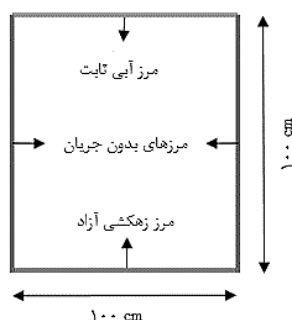 مرز آبی ثابت
مرزهای بدون جریان
مرز زهکشی آزاد
۱۰۰ cm
۱۰۰ cm